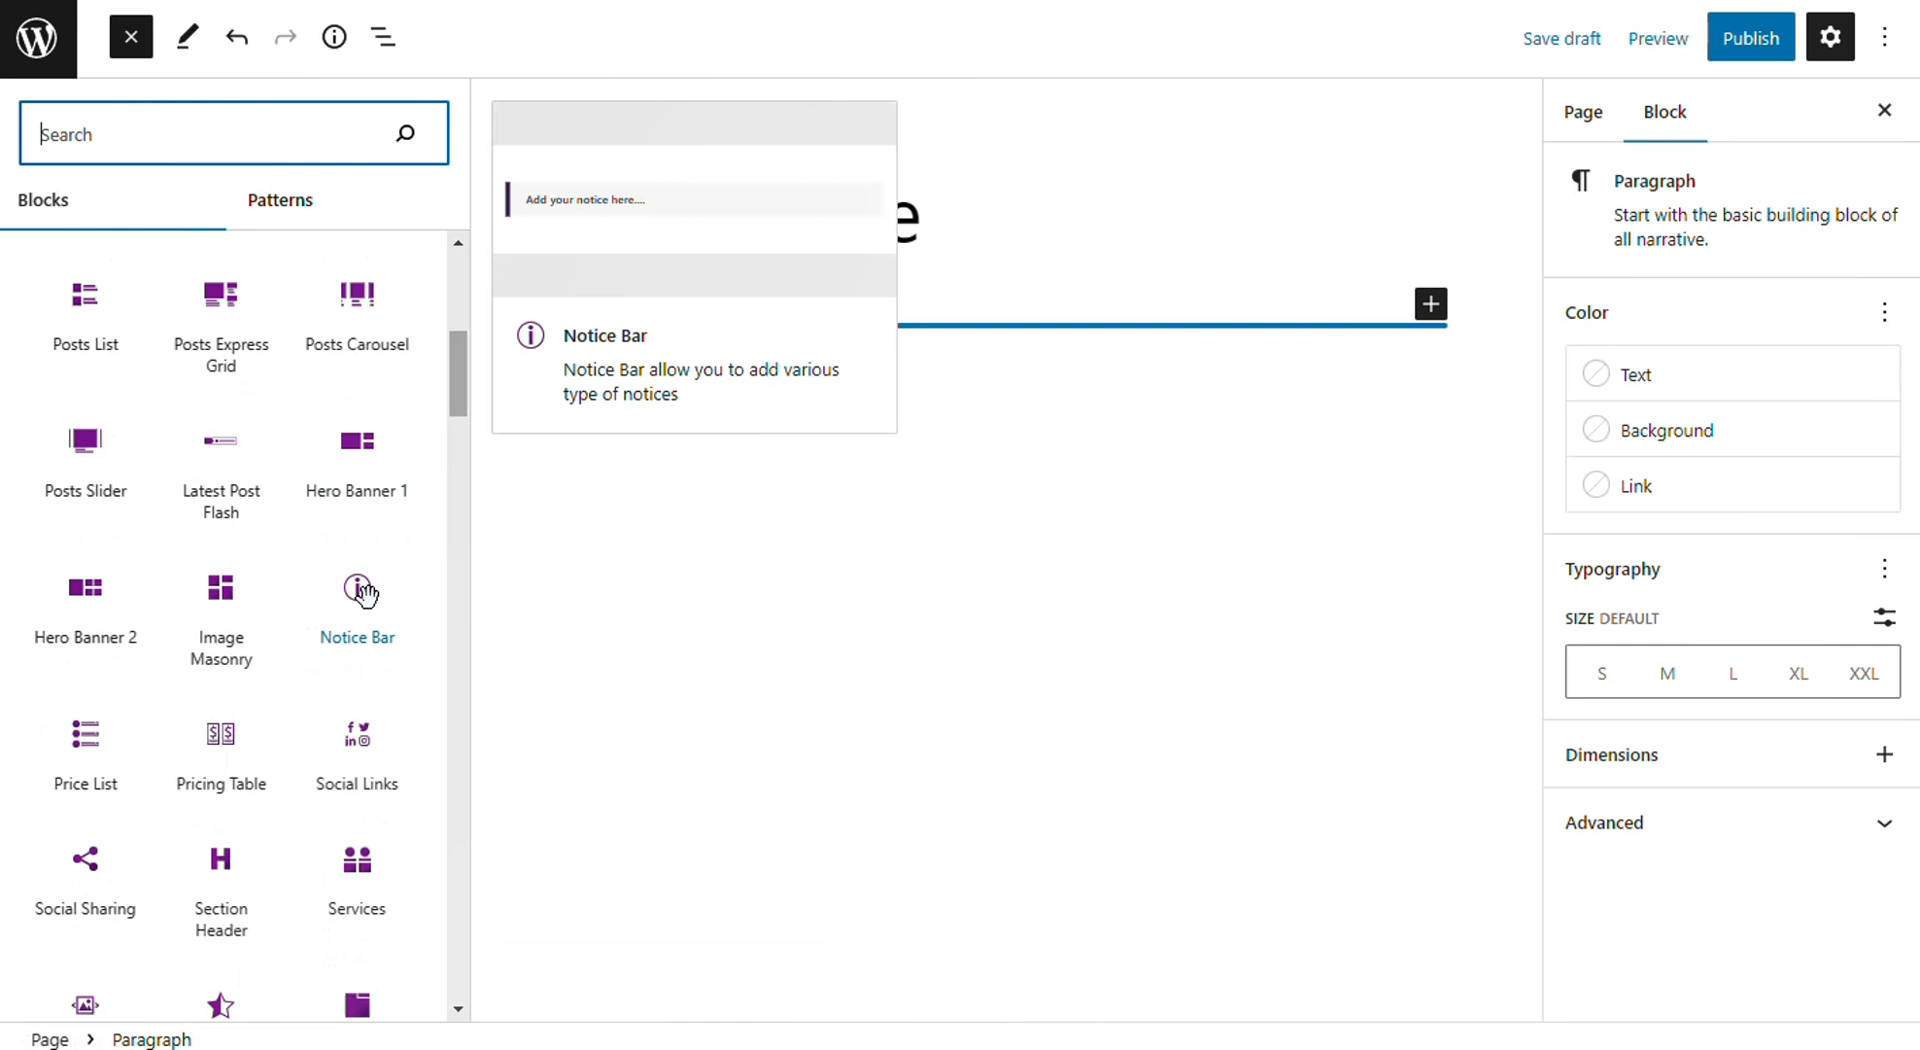 Save draft
Preview
Publish
Search
Blocks
Patterns
Posts List
Posts Express
Grid
Posts Carousel
Posts Slider
Latest Post
Flash
Hero Banner 1
Hero Banner 2
Image
Masonry
Notice Bar
Price List
Pricing Table
Social Links
Social Sharing
Section
Header
Services
Add your notice here....
Notice Bar
Notice Bar allow you to add various
type of notices
e
Page
Block
Paragraph
Start with the basic building block of
all narrative.
Color
Text
Background
Link
Typography
SIZE DEFAULT
S M L XL XXL
Dimensions
Advanced
Page > Paragraph